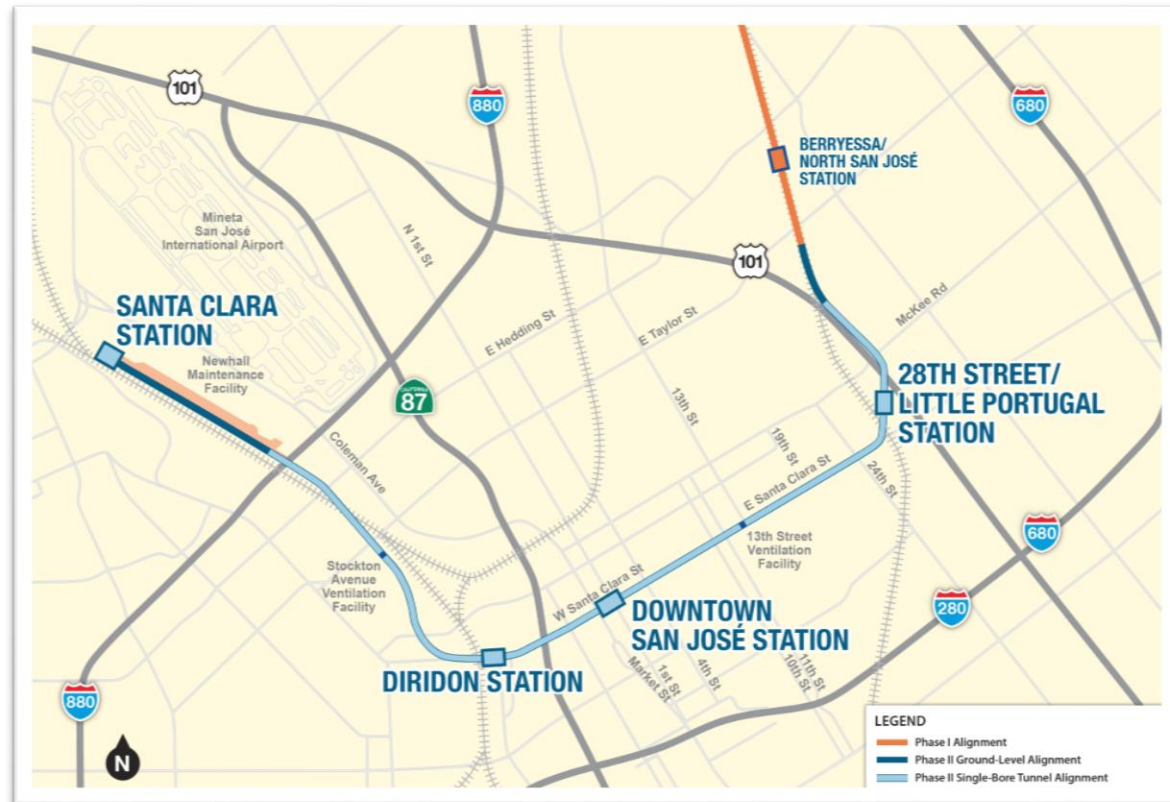 101
880
680
BERRYESSA/
NORTH SAN JOSÉ
STATION
Mineta
San José
International Airport
N 1st St
101
McKee Rd
SANTA CLARA
STATION
E Hedding St
E Taylor St
Newhall
Maintenance
Facility
CALIFORNIA
87
13th St
28TH STREET/
LITTLE PORTUGAL
STATION
Coleman Ave
19th St
24th St
E Santa Clara St
680
13th Street
Ventilation
Facility
Stockton
Avenue
Ventilation
Facility
W Santa Clara St
280
DOWNTOWN
SAN JOSÉ STATION
DIRIDON STATION
Market St
1st St
4th St
10th St
11th St
880
N
LEGEND
Phase I Alignment
Phase II Ground-Level Alignment
Phase II Single-Bore Tunnel Alignment